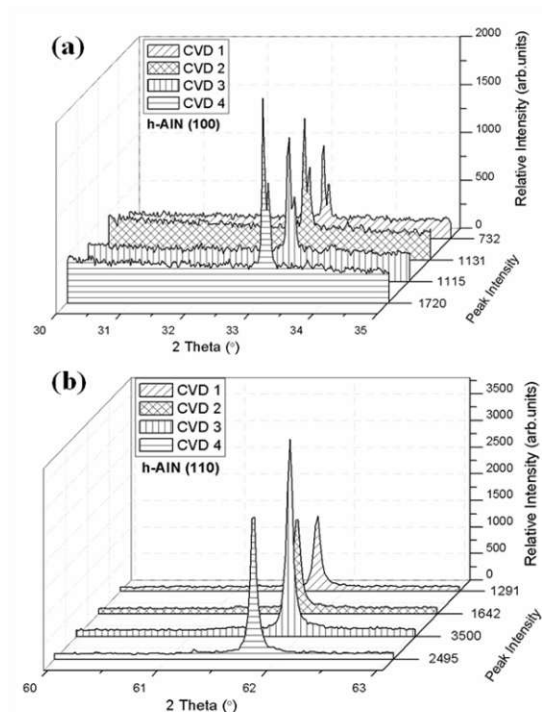 (a)
CVD 1
CVD 2
CVD 3
CVD 4
h-AlN (100)
2000
1500
1000
500
0
Relative Intensity (arb.units)
732
1131
1115
1720
Peak Intensity
30 31 32 33 34 35
2 Theta (°)
(b)
CVD 1
CVD 2
CVD 3
CVD 4
h-AlN (110)
3500
3000
2500
2000
1500
1000
500
0
Relative Intensity (arb.units)
1291
1642
3500
2495
Peak Intensity
60 61 62 63
2 Theta (°)